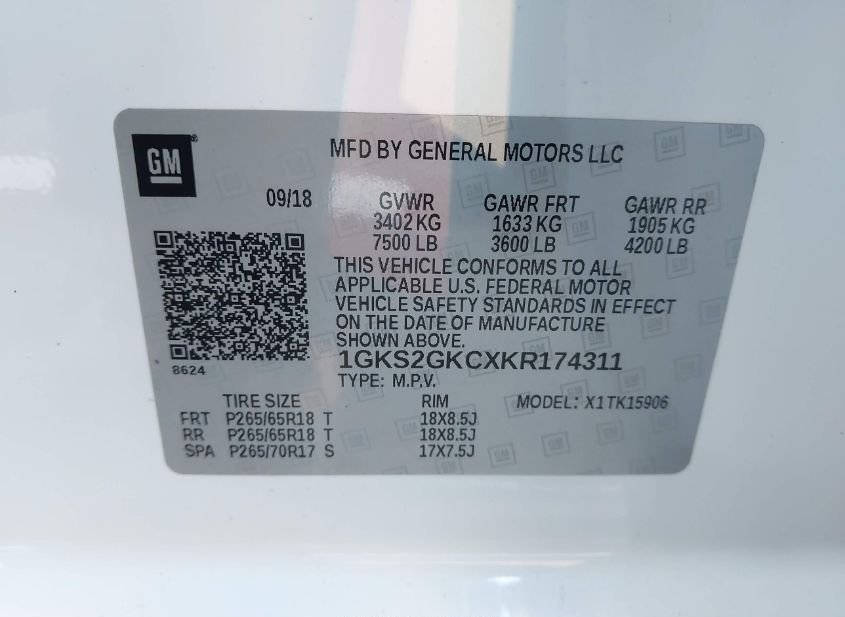 GM
MFD BY GENERAL MOTORS LLC
09/18 GVWR GAWR FRT GAWR RR
3402 KG 1633 KG 1905 KG
7500 LB 3600 LB 4200 LB
THIS VEHICLE CONFORMS TO ALL
APPLICABLE U.S. FEDERAL MOTOR
VEHICLE SAFETY STANDARDS IN EFFECT
ON THE DATE OF MANUFACTURE
SHOWN ABOVE.
8624
1GKS2GKCXKR174311
TYPE: M.P.V.
TIRE SIZE RIM MODEL: X1TK15906
FRT P265/65R18 T 18X8.5J
RR P265/65R18 T 18X8.5J
SPA P265/70R17 S 17X7.5J